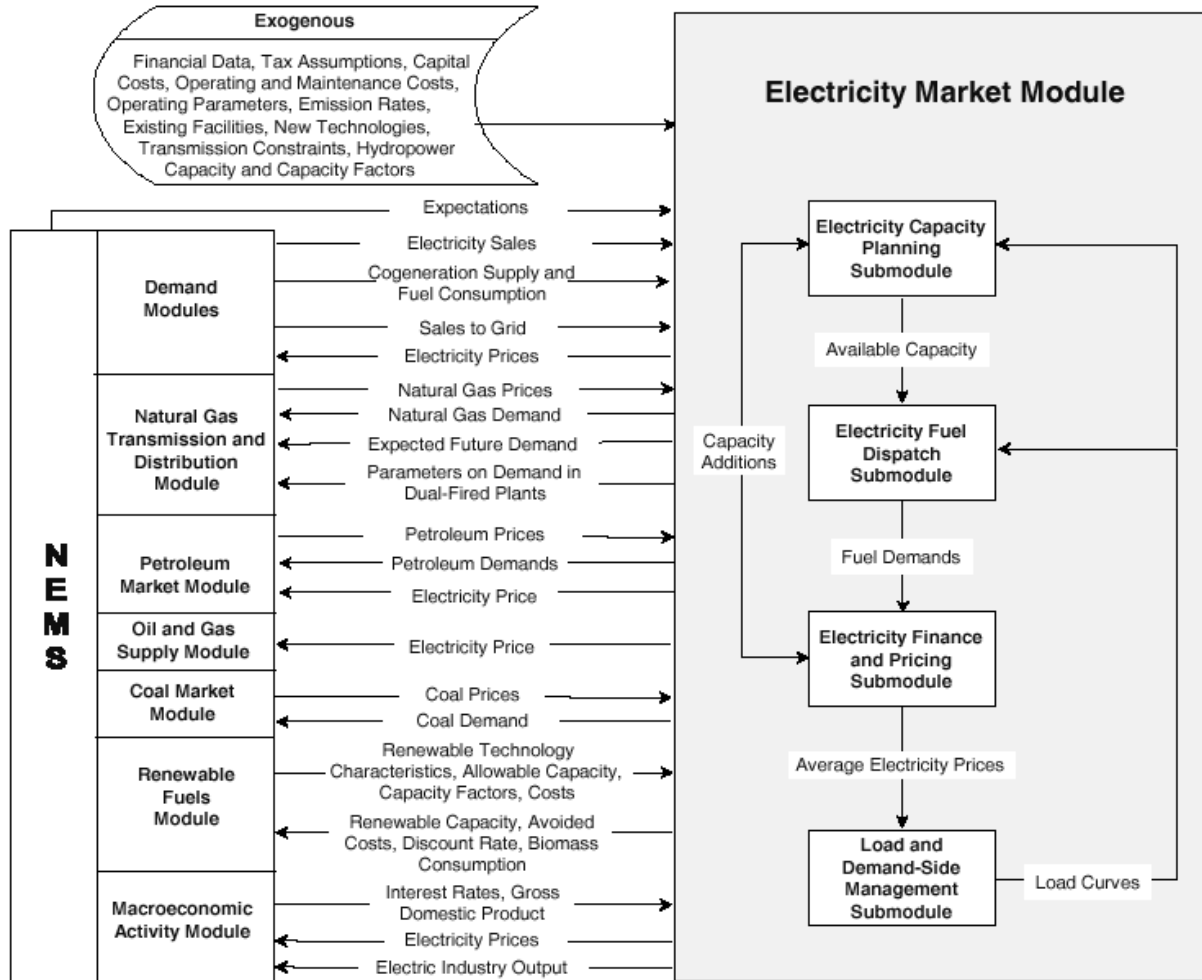 Exogenous
Financial Data, Tax Assumptions, Capital
Costs, Operating and Maintenance Costs,
Operating Parameters, Emission Rates,
Existing Facilities, New Technologies,
Transmission Constraints, Hydropower
Capacity and Capacity Factors
Electricity Market Module
NEMS
Expectations
Demand
Modules
Electricity Sales
Cogeneration Supply and
Fuel Consumption
Sales to Grid
Electricity Prices
Natural Gas
Transmission and
Distribution
Module
Natural Gas Prices
Natural Gas Demand
Expected Future Demand
Parameters on Demand in
Dual-Fired Plants
Petroleum
Market Module
Petroleum Prices
Petroleum Demands
Electricity Price
Oil and Gas
Supply Module
Electricity Price
Coal Market
Module
Coal Prices
Coal Demand
Renewable
Fuels
Module
Renewable Technology
Characteristics, Allowable Capacity,
Capacity Factors, Costs
Renewable Capacity, Avoided
Costs, Discount Rate, Biomass
Consumption
Macroeconomic
Activity Module
Interest Rates, Gross
Domestic Product
Electricity Prices
Electric Industry Output
Electricity Capacity
Planning
Submodule
Available Capacity
Capacity
Additions
Electricity Fuel
Dispatch
Submodule
Fuel Demands
Electricity Finance
and Pricing
Submodule
Average Electricity Prices
Load and
Demand-Side
Management
Submodule
Load Curves